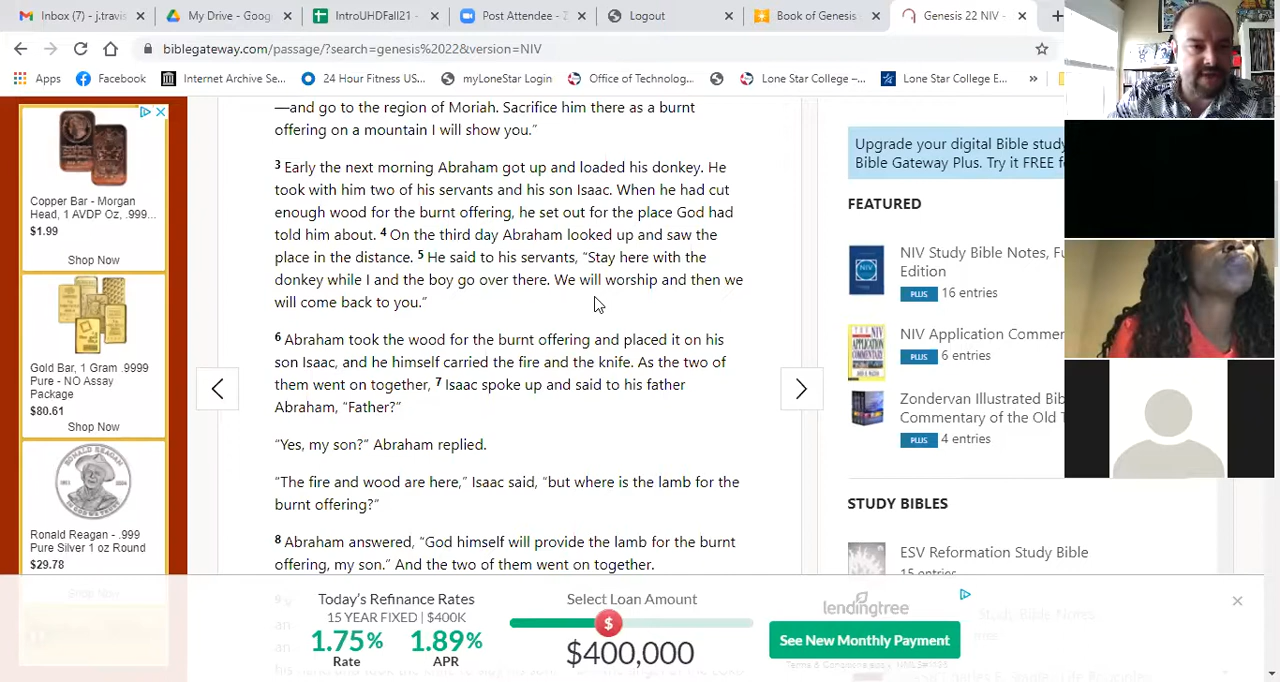 Inbox (7) - j.travis
My Drive - Goog
IntroUHDFall21 -
Post Attendee - Z
Logout
Book of Genesis
Genesis 22 NIV -
biblegateway.com/passage/?search=genesis%2022&version=NIV
Apps
Facebook
Internet Archive Se...
24 Hour Fitness US...
myLoneStar Login
Office of Technolog...
Lone Star College –...
Lone Star College E...
»
—and go to the region of Moriah. Sacrifice him there as a burnt
offering on a mountain I will show you.”
3 Early the next morning Abraham got up and loaded his donkey. He
took with him two of his servants and his son Isaac. When he had cut
enough wood for the burnt offering, he set out for the place God had
told him about. 4 On the third day Abraham looked up and saw the
place in the distance. 5 He said to his servants, “Stay here with the
donkey while I and the boy go over there. We will worship and then we
will come back to you.”
6 Abraham took the wood for the burnt offering and placed it on his
son Isaac, and he himself carried the fire and the knife. As the two of
them went on together, 7 Isaac spoke up and said to his father
Abraham, “Father?”
“Yes, my son?” Abraham replied.
“The fire and wood are here,” Isaac said, “but where is the lamb for the
burnt offering?”
8 Abraham answered, “God himself will provide the lamb for the burnt
offering, my son.” And the two of them went on together.
Copper Bar - Morgan
Head, 1 AVDP Oz, .999...
$1.99
Shop Now
Gold Bar, 1 Gram .9999
Pure - NO Assay
Package
$80.61
Shop Now
RONALD REAGAN
Ronald Reagan - .999
Pure Silver 1 oz Round
$29.78
Upgrade your digital Bible study
Bible Gateway Plus. Try it FREE f
FEATURED
NIV Study Bible Notes, Fu
Edition
PLUS 16 entries
NIV Application Commen
PLUS 6 entries
Zondervan Illustrated Bib
Commentary of the Old T
PLUS 4 entries
STUDY BIBLES
ESV Reformation Study Bible
15 entries
Today's Refinance Rates
15 YEAR FIXED | $400K
1.75% 1.89%
Rate APR
Select Loan Amount
$
$400,000
lendingtree
See New Monthly Payment